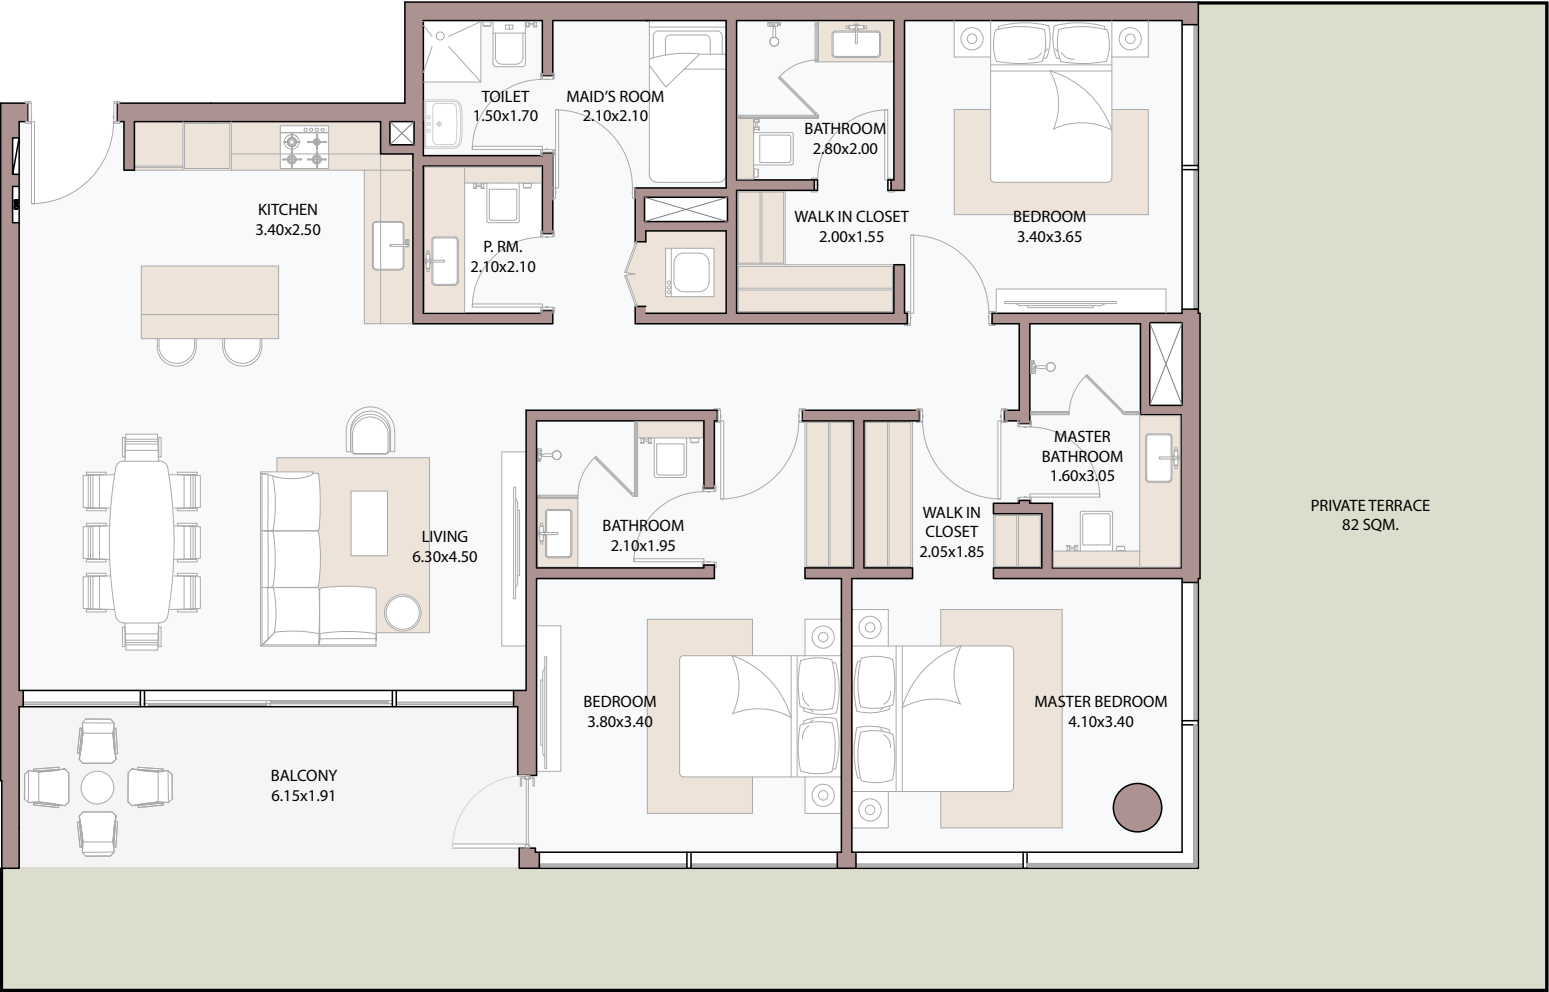 TOILET
1.50x1.70
MAID'S ROOM
2.10x2.10
BATHROOM
2.80x2.00
KITCHEN
3.40x2.50
P. RM.
2.10x2.10
WALK IN CLOSET
2.00x1.55
BEDROOM
3.40x3.65
MASTER
BATHROOM
1.60x3.05
LIVING
6.30x4.50
BATHROOM
2.10x1.95
WALK IN
CLOSET
2.05x1.85
PRIVATE TERRACE
82 SQM.
BEDROOM
3.80x3.40
MASTER BEDROOM
4.10x3.40
BALCONY
6.15x1.91